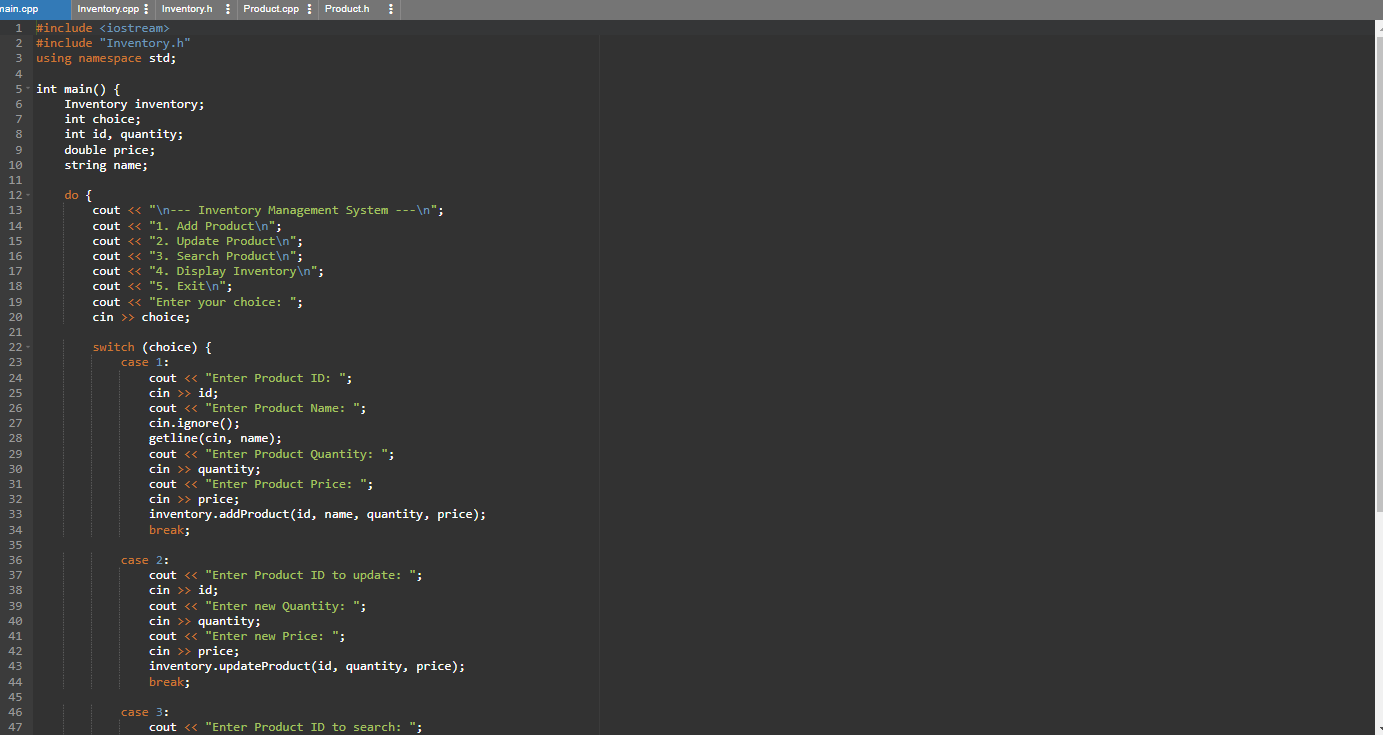 main.cpp Inventory.cpp Inventory.h Product.cpp Product.h
1 #include <iostream>
2 #include "Inventory.h"
3 using namespace std;
4
5 int main() {
6 Inventory inventory;
7 int choice;
8 int id, quantity;
9 double price;
10 string name;
11
12 do {
13 cout << "\n--- Inventory Management System ---\n";
14 cout << "1. Add Product\n";
15 cout << "2. Update Product\n";
16 cout << "3. Search Product\n";
17 cout << "4. Display Inventory\n";
18 cout << "5. Exit\n";
19 cout << "Enter your choice: ";
20 cin >> choice;
21
22 switch (choice) {
23 case 1:
24 cout << "Enter Product ID: ";
25 cin >> id;
26 cout << "Enter Product Name: ";
27 cin.ignore();
28 getline(cin, name);
29 cout << "Enter Product Quantity: ";
30 cin >> quantity;
31 cout << "Enter Product Price: ";
32 cin >> price;
33 inventory.addProduct(id, name, quantity, price);
34 break;
35
36 case 2:
37 cout << "Enter Product ID to update: ";
38 cin >> id;
39 cout << "Enter new Quantity: ";
40 cin >> quantity;
41 cout << "Enter new Price: ";
42 cin >> price;
43 inventory.updateProduct(id, quantity, price);
44 break;
45
46 case 3:
47 cout << "Enter Product ID to search: ";